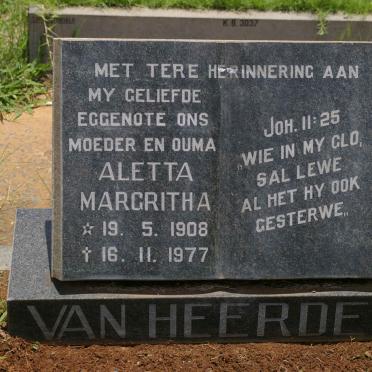 K.B. 3037
MET TERE HERINNERING AAN
MY GELIEFDE
EGGENOTE ONS
MOEDER EN OUMA
ALETTA
MARGRITHA
☆ 19. 5. 1908
✝ 16. 11. 1977
JOH. 11:25
„WIE IN MY GLO,
SAL LEWE
AL HET HY OOK
GESTERWE„
VAN HEERDE